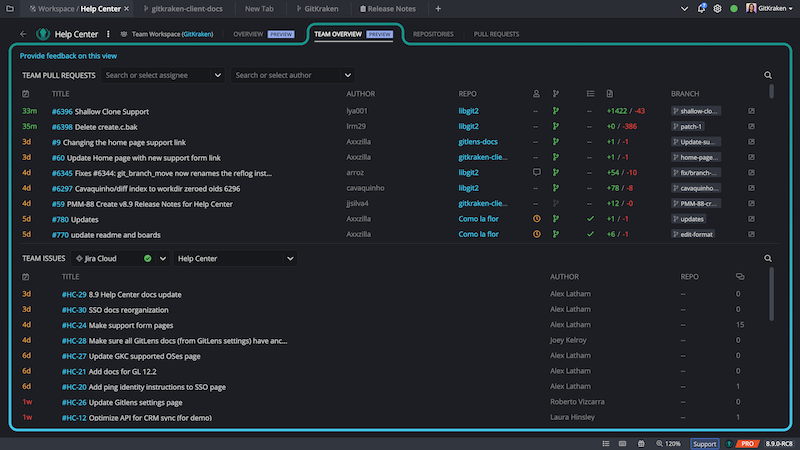 Workspace / Help Center × gitkraken-client-docs New Tab GitKraken Release Notes + GitKraken
Help Center Team Workspace (GitKraken) OVERVIEW PREVIEW TEAM OVERVIEW PREVIEW REPOSITORIES PULL REQUESTS
Provide feedback on this view
TEAM PULL REQUESTS Search or select assignee Search or select author
TITLE AUTHOR REPO BRANCH
33m #6396 Shallow Clone Support lya001 libgit2 -- -- +1422 / -43 shallow-clo...
35m #6398 Delete create.c.bak lrm29 libgit2 -- -- +0 / -386 patch-1
3d #9 Changing the home page support link Axxzilla gitlens-docs -- -- +1 / -1 Update-su...
3d #60 Update Home page with new support form link Axxzilla gitkraken-clie... -- -- +1 / -1 home-page...
4d #6345 Fixes #6344: git_branch_move now renames the reflog inst... arroz libgit2 -- +54 / -10 fix/branch-...
4d #6297 Cavaquinho/diff index to workdir zeroed oids 6296 cavaquinho libgit2 -- -- +78 / -8 cavaquinho...
4d #59 PMM-88 Create v8.9 Release Notes for Help Center jjsilva4 gitkraken-clie... -- -- +12 / -0 PMM-88-cr...
5d #780 Updates Axxzilla Como la flor +1 / -1 updates
5d #770 update readme and boards Axxzilla Como la flor +6 / -1 edit-format
TEAM ISSUES Jira Cloud Help Center
TITLE AUTHOR REPO
3d #HC-29 8.9 Help Center docs update Alex Latham -- 0
3d #HC-30 SSO docs reorganization Alex Latham -- 0
4d #HC-24 Make support form pages Alex Latham -- 15
4d #HC-28 Make sure all GitLens docs (from GitLens settings) have anc... Joey Kelroy -- 0
6d #HC-27 Update GKC supported OSes page Alex Latham -- 0
6d #HC-21 Add docs for GL 12.2 Alex Latham -- 0
6d #HC-20 Add ping identity instructions to SSO page Alex Latham -- 1
1w #HC-26 Update Gitlens settings page Roberto Vizcarra -- 0
1w #HC-12 Optimize API for CRM sync (for demo) Laura Hinsley -- 1
120% Support PRO 8.9.0-RC8